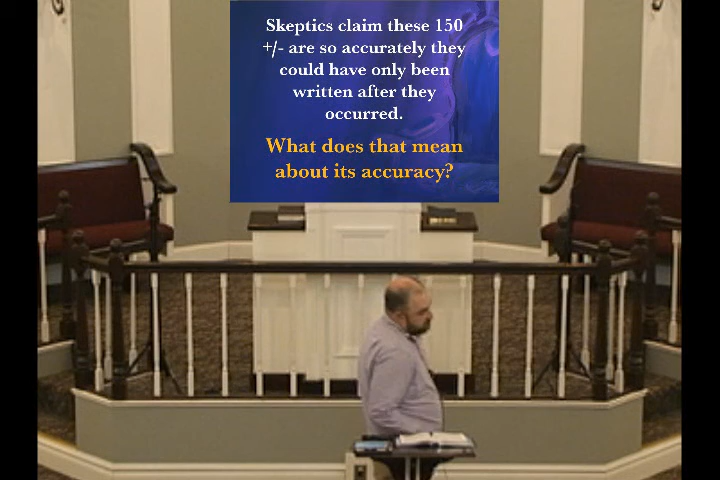 Skeptics claim these 150
+/- are so accurately they
could have only been
written after they
occurred.
What does that mean
about its accuracy?